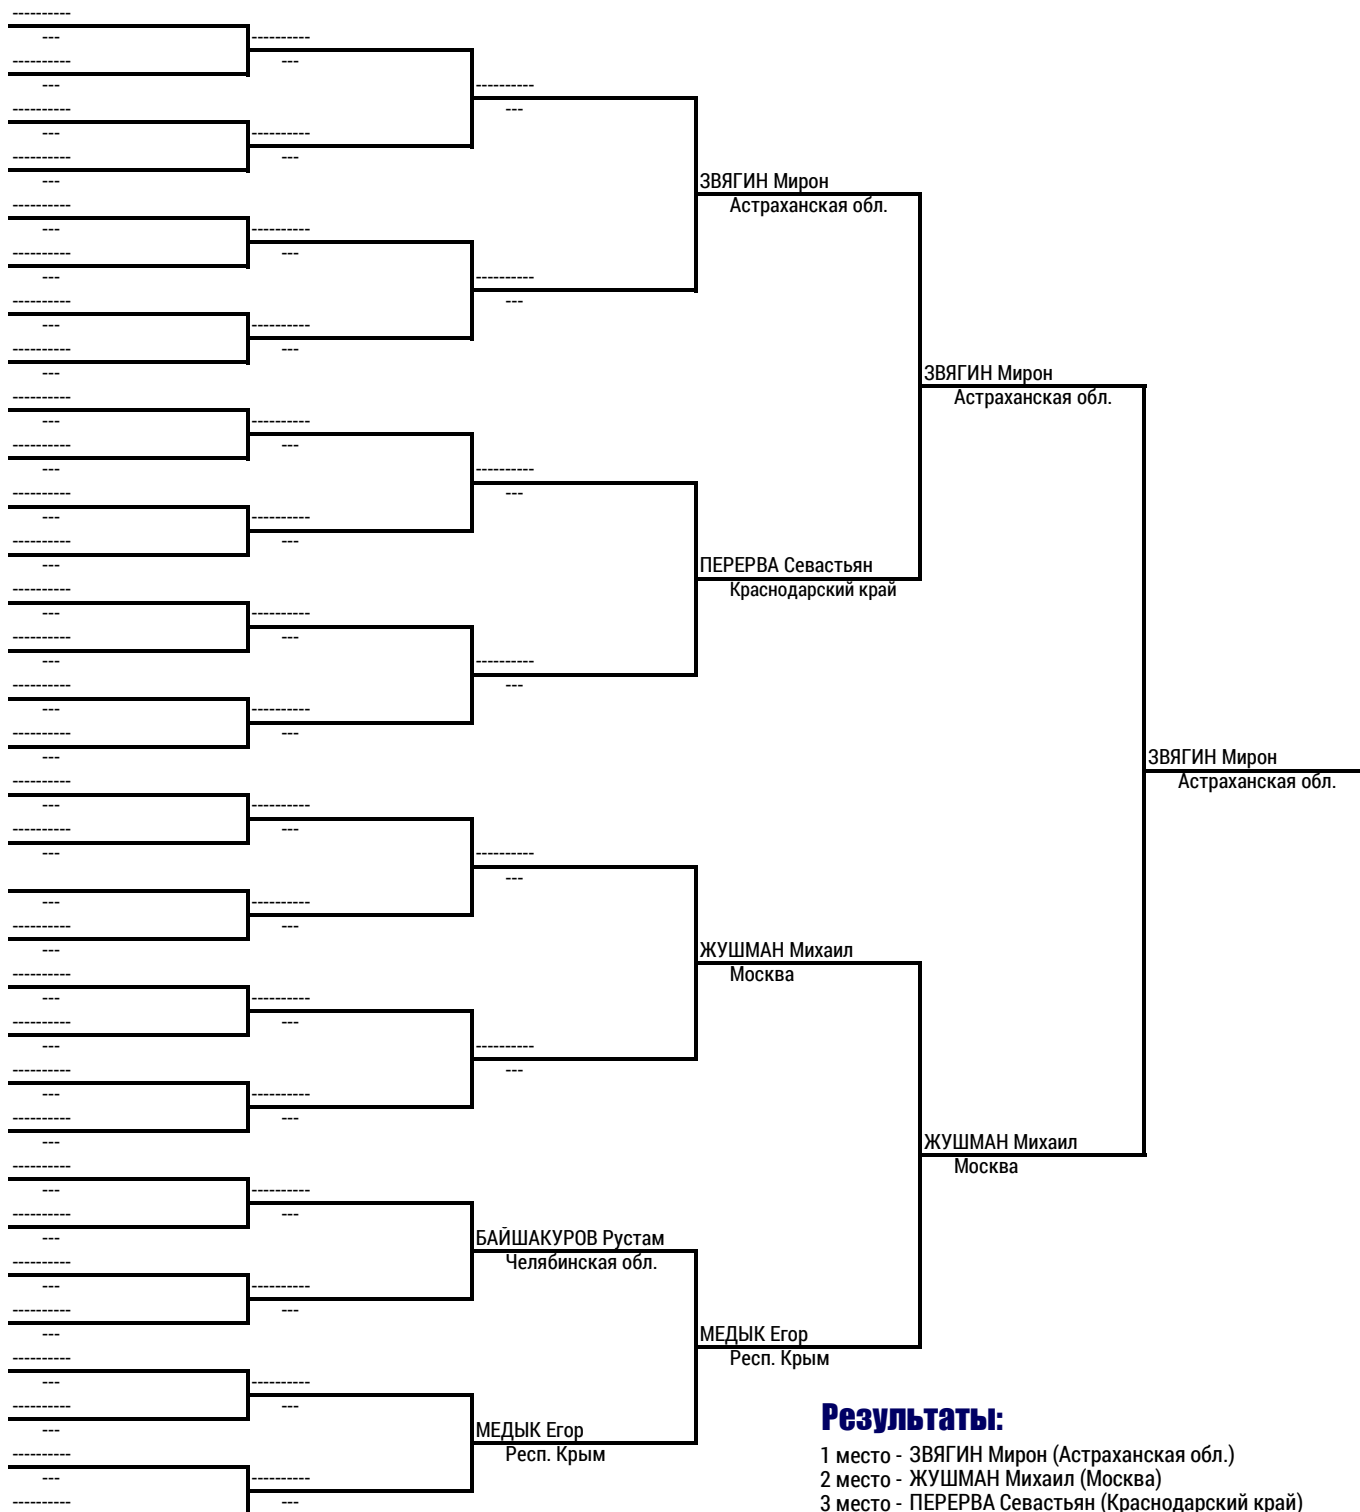 ЗВЯГИН Мирон
Астраханская обл.
ЗВЯГИН Мирон
Астраханская обл.
ПЕРЕРВА Севастьян
Краснодарский край
ЗВЯГИН Мирон
Астраханская обл.
ЖУШМАН Михаил
Москва
ЖУШМАН Михаил
Москва
БАЙШАКУРОВ Рустам
Челябинская обл.
МЕДЫК Егор
Респ. Крым
МЕДЫК Егор
Респ. Крым
Результаты:
1 место - ЗВЯГИН Мирон (Астраханская обл.)
2 место - ЖУШМАН Михаил (Москва)
3 место - ПЕРЕРВА Севастьян (Краснодарский край)